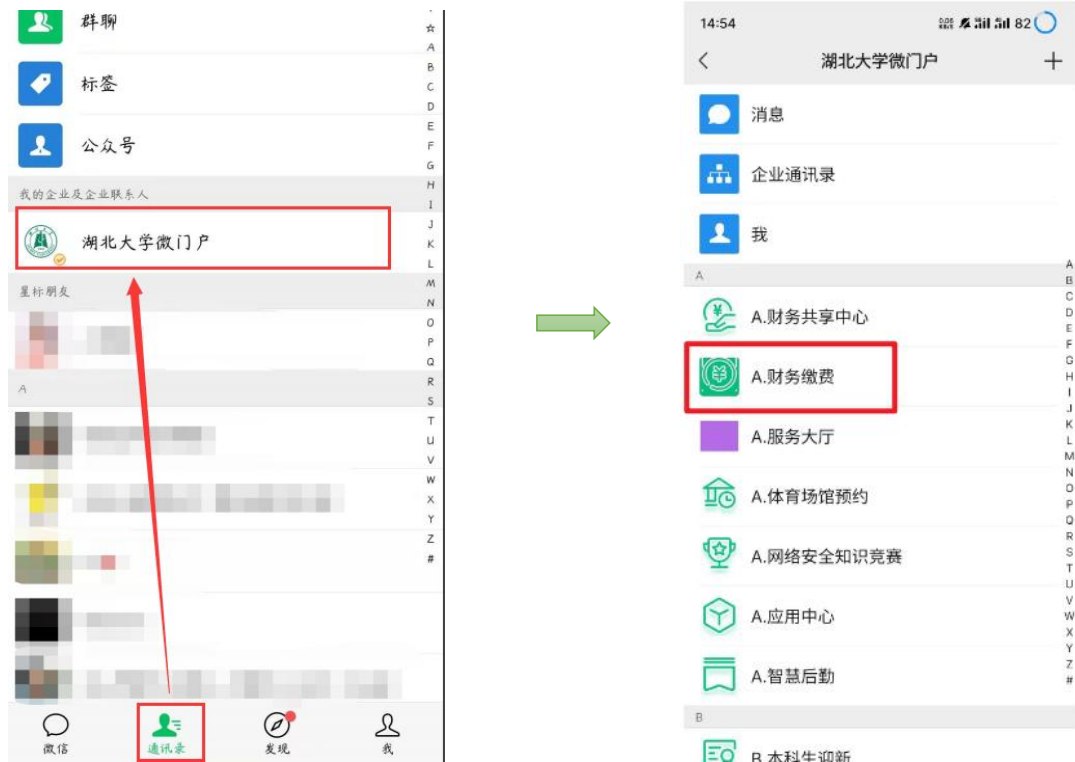 群聊
标签
公众号
我的企业及企业联系人
湖北大学微门户
星标朋友
A
微信
通讯录
发现
我
☆
A
B
C
D
E
F
G
H
I
J
K
L
M
N
O
P
Q
R
S
T
U
V
W
X
Y
Z
#
14:54
82
湖北大学微门户
消息
企业通讯录
我
A
A.财务共享中心
A.财务缴费
A.服务大厅
A.体育场馆预约
A.网络安全知识竞赛
A.应用中心
A.智慧后勤
B
B.本科生迎新
A
B
C
D
E
F
G
H
I
J
K
L
M
N
O
P
Q
R
S
T
U
V
W
X
Y
Z
#